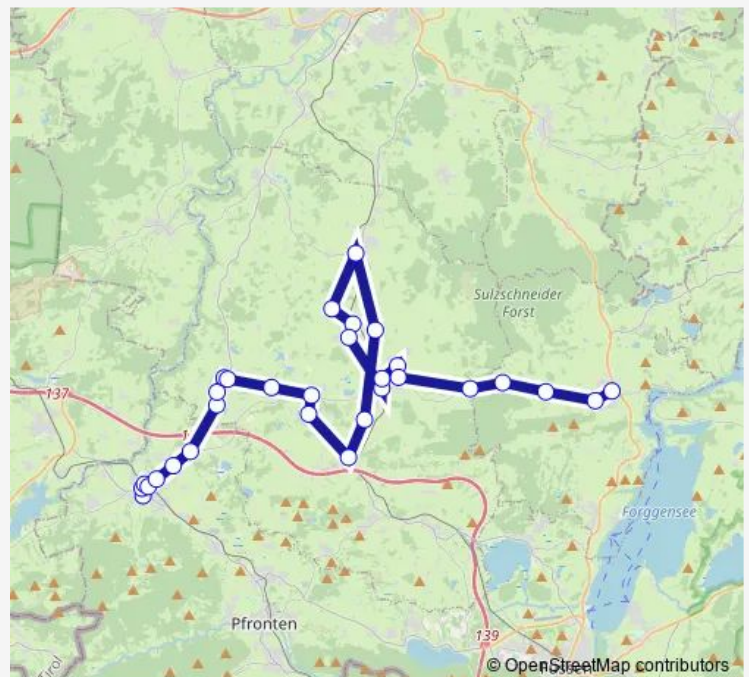 Sulzschneider
Forst
137
Forggensee
Pfronten
139
Tirol
© OpenStreetMap contributors